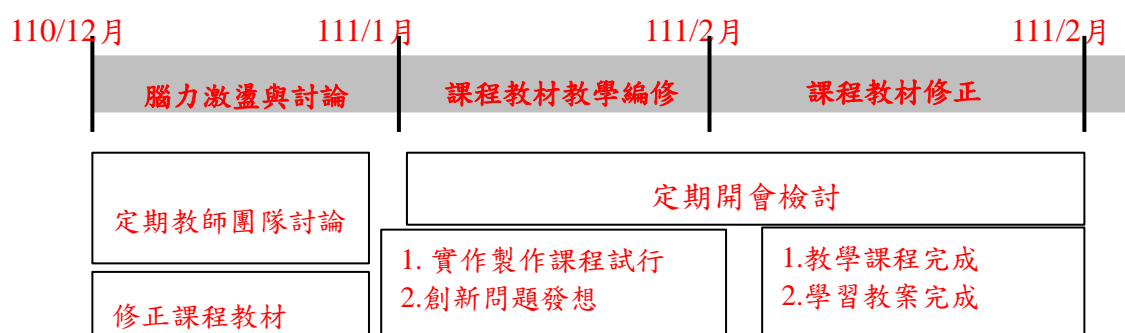 110/12月 111/1月 111/2月 111/2月
腦力激盪與討論 課程教材教學編修 課程教材修正
定期教師團隊討論
定期開會檢討
修正課程教材
1. 實作製作課程試行
2.創新問題發想
1.教學課程完成
2.學習教案完成